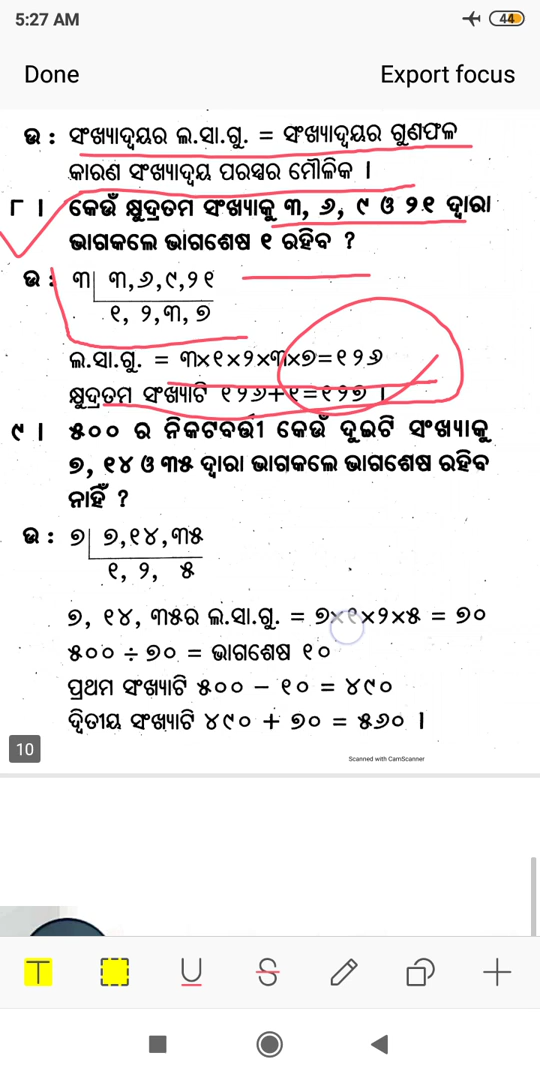 5:27 AM
44
Done
Export focus
ଉ : ସଂଖ୍ୟାଦ୍ୱୟର ଲ.ସା.ଗୁ. = ସଂଖ୍ୟାଦ୍ୱୟର ଗୁଣଫଳ
କାରଣ ସଂଖ୍ୟାଦ୍ୱୟ ପରସ୍ପର ମୌଳିକ ।
୮ । କେଉଁ କ୍ଷୁଦ୍ରତମ ସଂଖ୍ୟାକୁ ୩, ୬, ୯ ଓ ୨୧ ଦ୍ୱାରା
ଭାଗକଲେ ଭାଗଶେଷ ୧ ରହିବ ?
ଉ : ୩| ୩,୬,୯,୨୧
୧, ୨,୩, ୭
ଲ.ସା.ଗୁ. = ୩×୧×୨×୩×୭=୧୨୬
କ୍ଷୁଦ୍ରତମ ସଂଖ୍ୟାଟି ୧୨୬+୧=୧୨୭ ।
୯ । ୫୦୦ ର ନିକଟବର୍ତ୍ତୀ କେଉଁ ଦୁଇଟି ସଂଖ୍ୟାକୁ
୭, ୧୪ ଓ ୩୫ ଦ୍ୱାରା ଭାଗକଲେ ଭାଗଶେଷ ରହିବ
ନାହିଁ ?
ଉ : ୭| ୭,୧୪,୩୫
୧, ୨, ୫
୭, ୧୪, ୩୫ର ଲ.ସା.ଗୁ. = ୭×୧×୨×୫ = ୭୦
୫୦୦ ÷ ୭୦ = ଭାଗଶେଷ ୧୦
ପ୍ରଥମ ସଂଖ୍ୟାଟି ୫୦୦ − ୧୦ = ୪୯୦
ଦ୍ୱିତୀୟ ସଂଖ୍ୟାଟି ୪୯୦ + ୭୦ = ୫୬୦ ।
10
Scanned with CamScanner
T
U
S